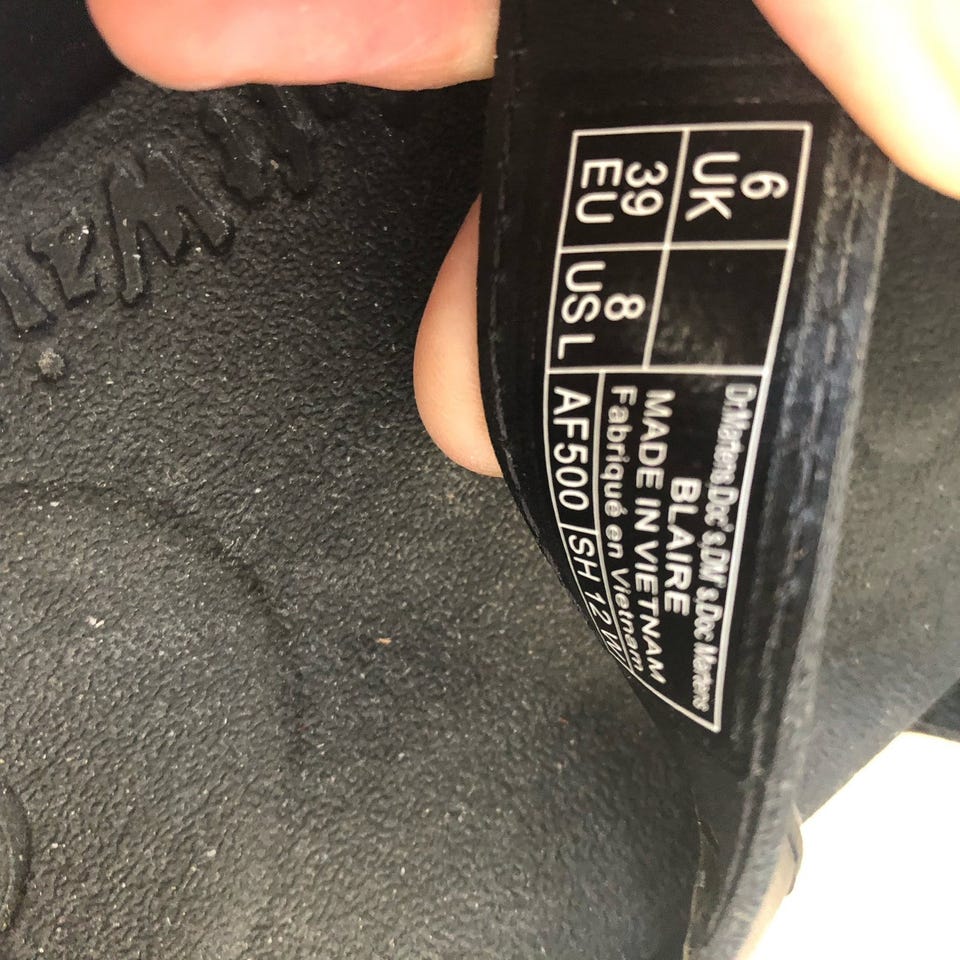 6
UK
39
EU
8
US L
Dr.Martens,Doc's,DM's,Doc Martens
BLAIRE
MADE IN VIETNAM
Fabriqué en Vietnam
AF500 SH 12 W